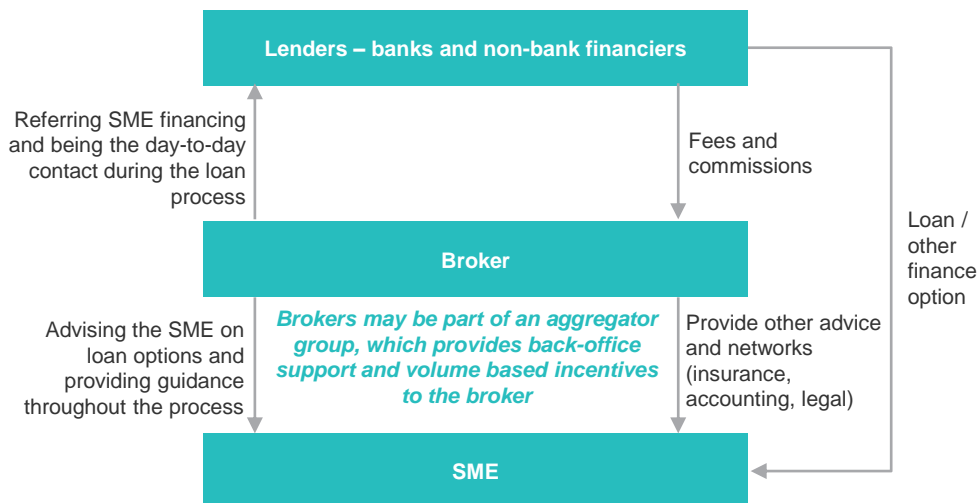 Lenders – banks and non-bank financiers
Referring SME financing
and being the day-to-day
contact during the loan
process
Fees and
commissions
Loan /
other
finance
option
Broker
Advising the SME on
loan options and
providing guidance
throughout the process
Brokers may be part of an aggregator
group, which provides back-office
support and volume based incentives
to the broker
Provide other advice
and networks
(insurance,
accounting, legal)
SME